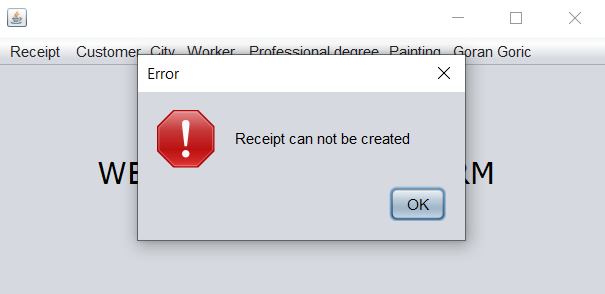 Receipt Customer City Worker Professional degree Painting Goran Goric
Error
Receipt can not be created
OK